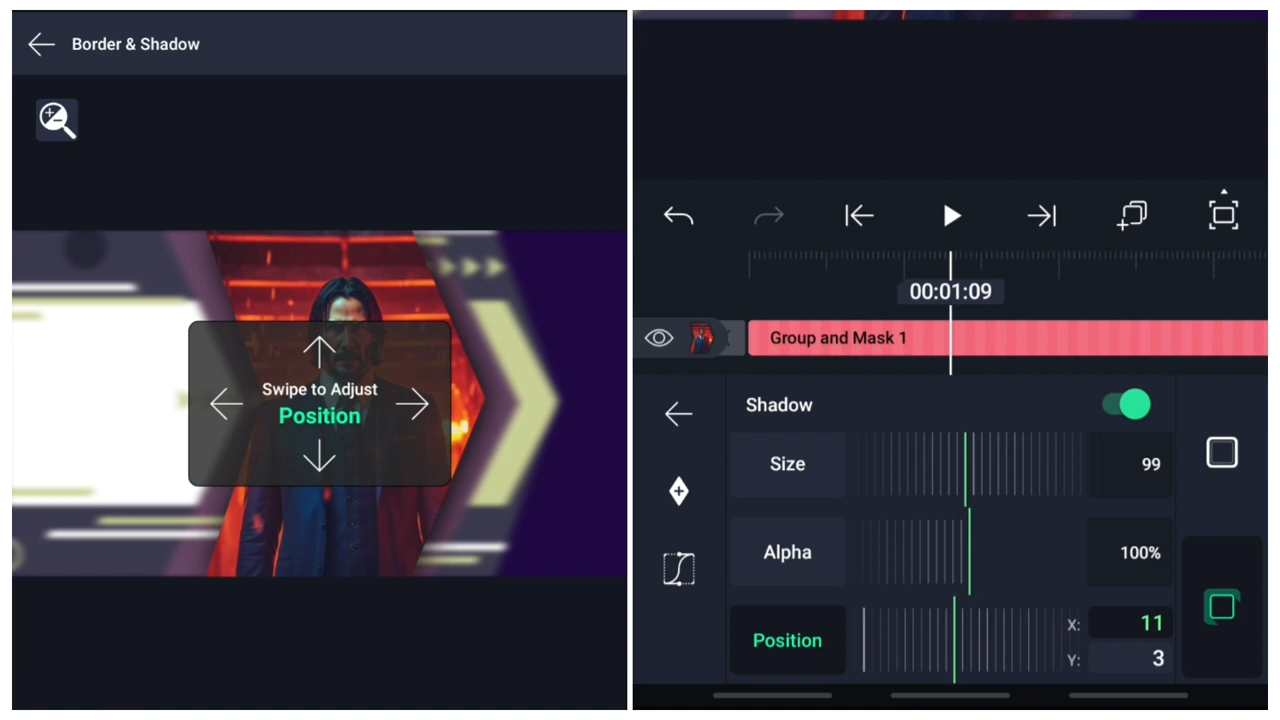 Border & Shadow
Swipe to Adjust
Position
00:01:09
Group and Mask 1
Shadow
Size
99
Alpha
100%
Position
X:
11
Y:
3